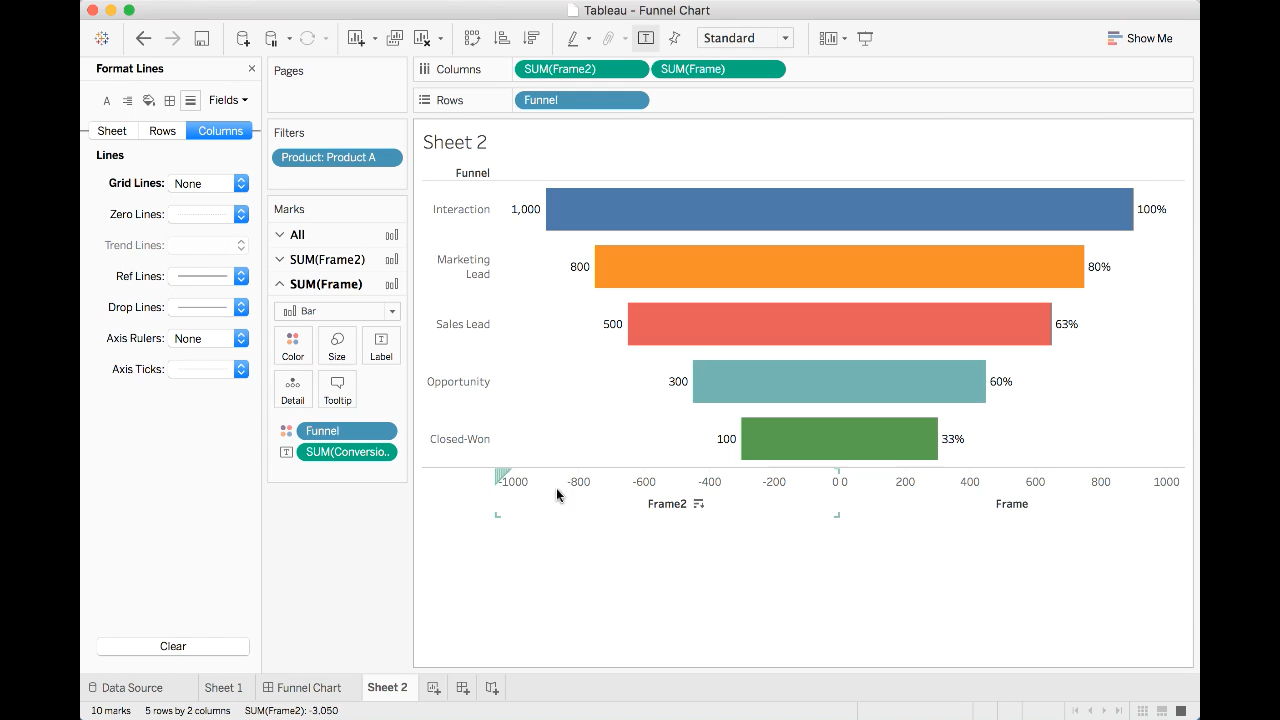 Tableau - Funnel Chart
Standard
Show Me
Format Lines
Fields
Sheet Rows Columns
Lines
Grid Lines: None
Zero Lines:
Trend Lines:
Ref Lines:
Drop Lines:
Axis Rulers: None
Axis Ticks:
Clear
Pages
Filters
Product: Product A
Marks
All
SUM(Frame2)
SUM(Frame)
Bar
Color Size Label
Detail Tooltip
Funnel
SUM(Conversio..
Columns SUM(Frame2) SUM(Frame)
Rows Funnel
Sheet 2
Funnel
Interaction 1,000 100%
Marketing
Lead 800 80%
Sales Lead 500 63%
Opportunity 300 60%
Closed-Won 100 33%
-1000 -800 -600 -400 -200 0 0 200 400 600 800 1000
Frame2 Frame
Data Source Sheet 1 Funnel Chart Sheet 2
10 marks 5 rows by 2 columns SUM(Frame2): -3.050